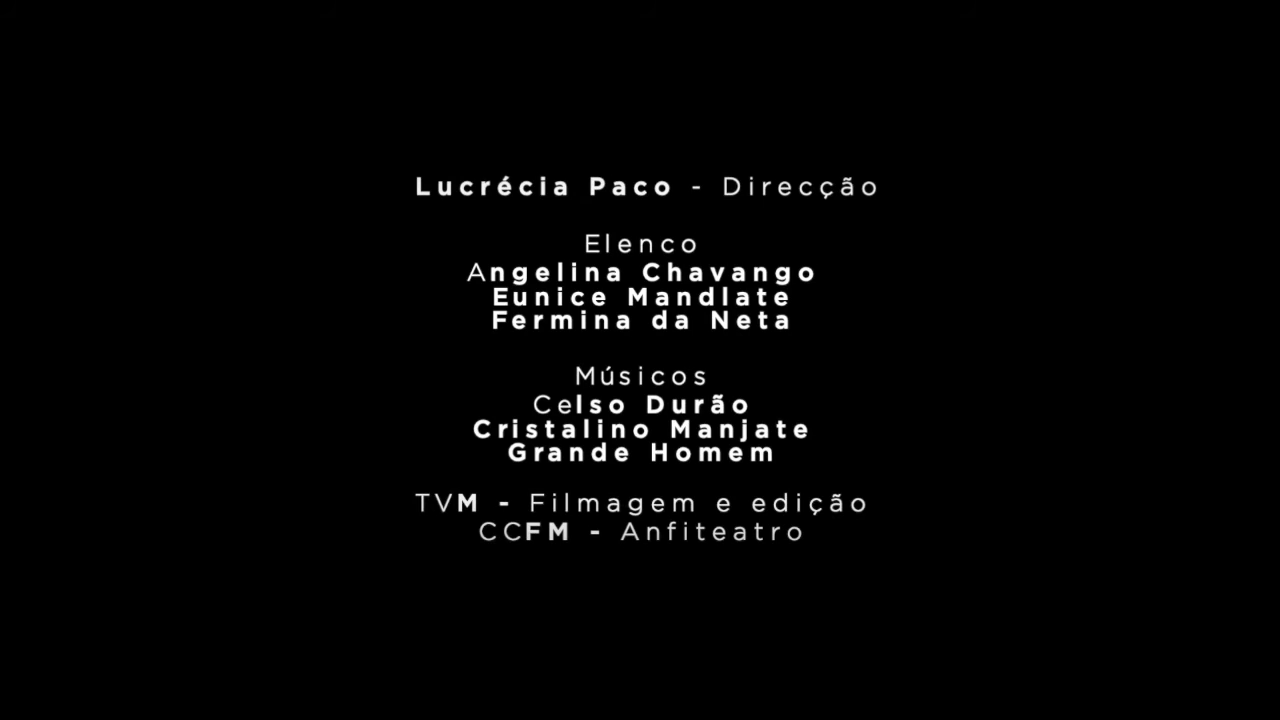 Lucrécia Paco - Direcção
Elenco
Angelina Chavango
Eunice Mandlate
Fermina da Neta
Músicos
Celso Durão
Cristalino Manjate
Grande Homem
TVM - Filmagem e edição
CCFM - Anfiteatro